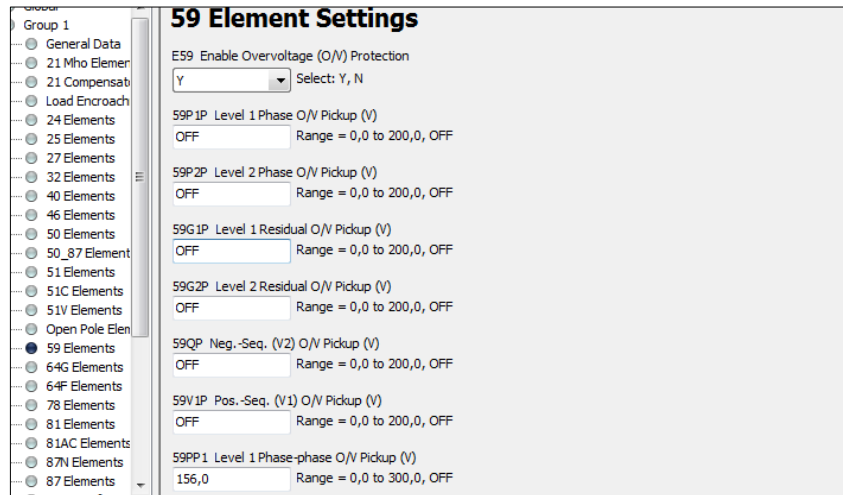 Group 1
General Data
21 Mho Elemen
21 Compensati
Load Encroach
24 Elements
25 Elements
27 Elements
32 Elements
40 Elements
46 Elements
50 Elements
50_87 Element
51 Elements
51C Elements
51V Elements
Open Pole Elen
59 Elements
64G Elements
64F Elements
78 Elements
81 Elements
81AC Elements
87N Elements
87 Elements
59 Element Settings
E59 Enable Overvoltage (O/V) Protection
Y Select: Y, N
59P1P Level 1 Phase O/V Pickup (V)
OFF Range = 0,0 to 200,0, OFF
59P2P Level 2 Phase O/V Pickup (V)
OFF Range = 0,0 to 200,0, OFF
59G1P Level 1 Residual O/V Pickup (V)
OFF Range = 0,0 to 200,0, OFF
59G2P Level 2 Residual O/V Pickup (V)
OFF Range = 0,0 to 200,0, OFF
59QP Neg.-Seq. (V2) O/V Pickup (V)
OFF Range = 0,0 to 200,0, OFF
59V1P Pos.-Seq. (V1) O/V Pickup (V)
OFF Range = 0,0 to 200,0, OFF
59PP1 Level 1 Phase-phase O/V Pickup (V)
156,0 Range = 0,0 to 300,0, OFF